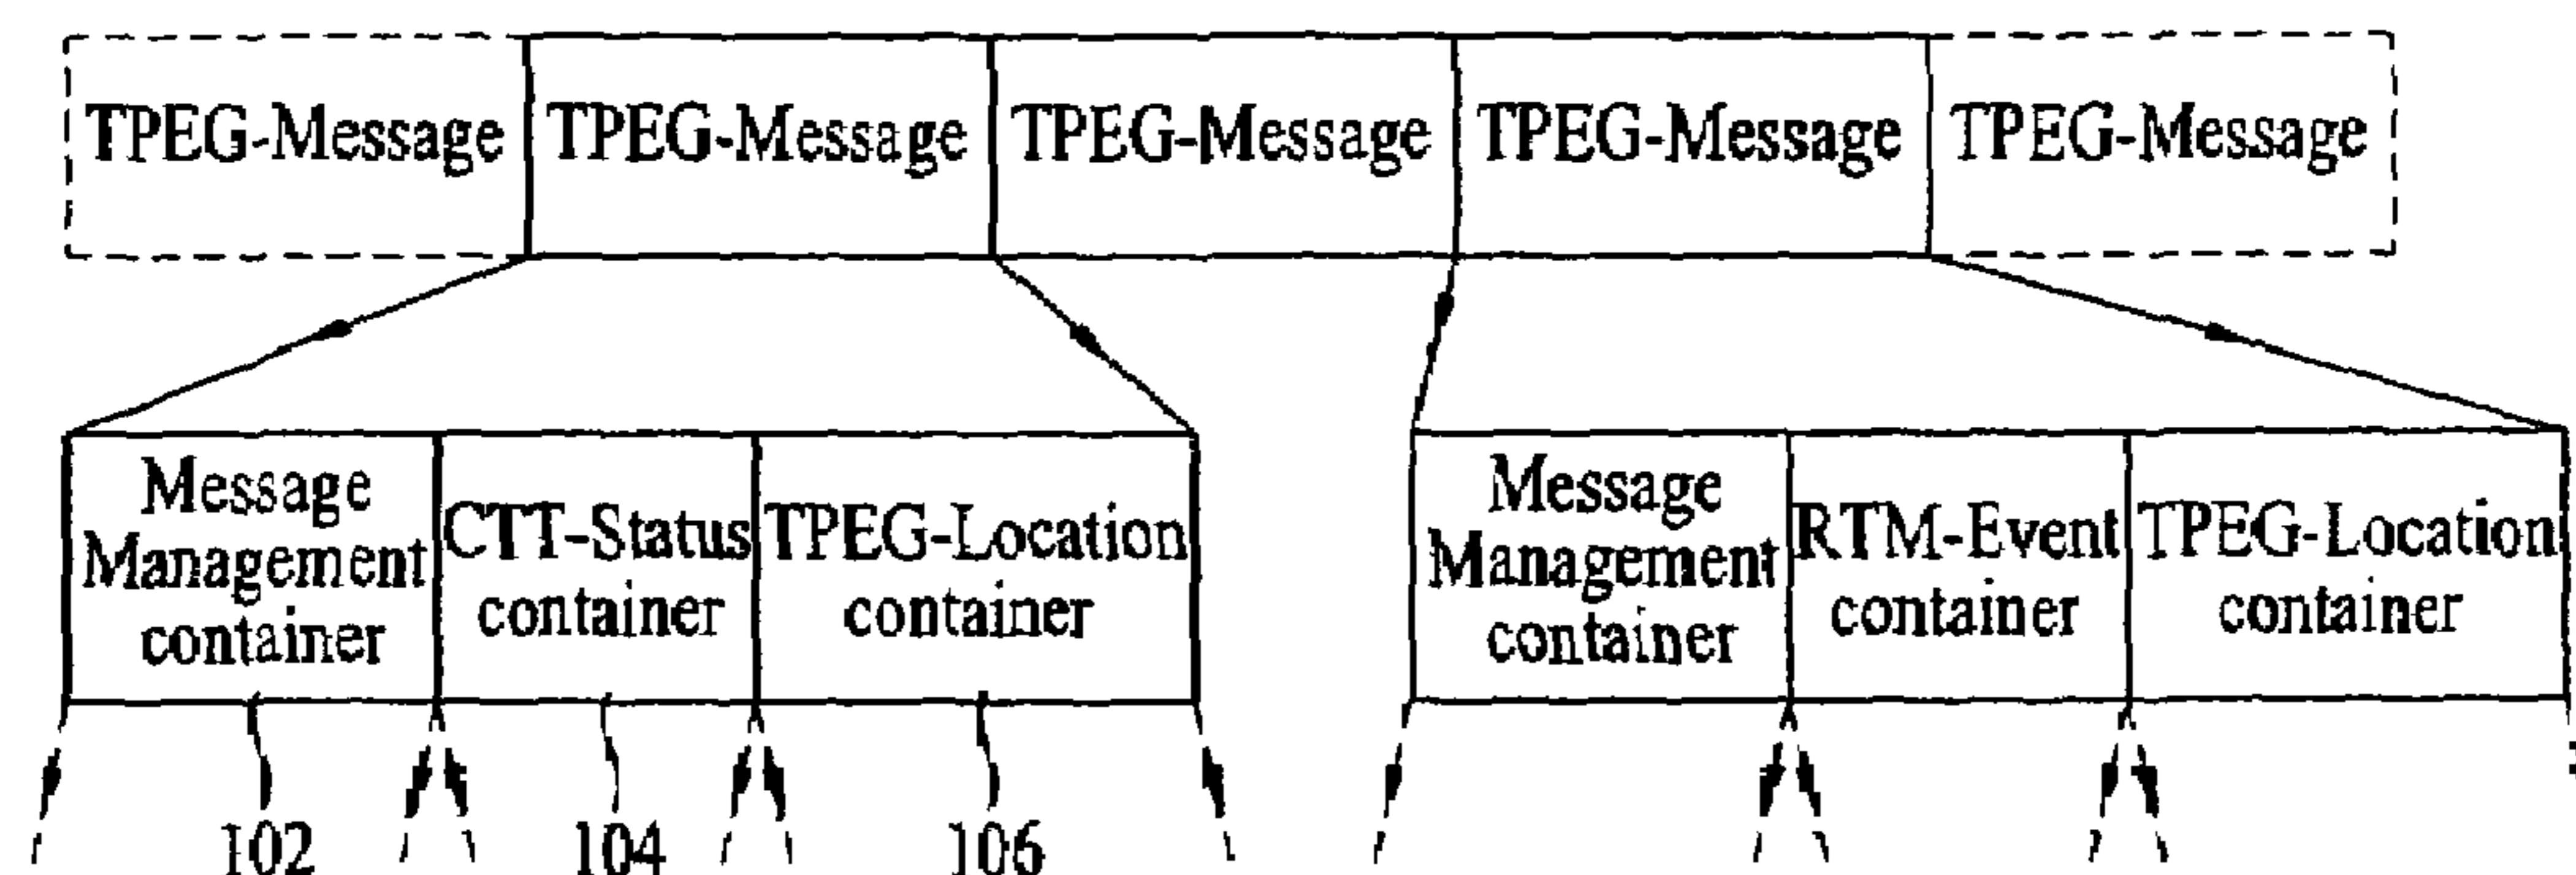 TPEG-Message TPEG-Message TPEG-Message TPEG-Message TPEG-Message
Message
Management
container
CTT-Status
container
TPEG-Location
container
Message
Management
container
RTM-Event
container
TPEG-Location
container
102 104 106